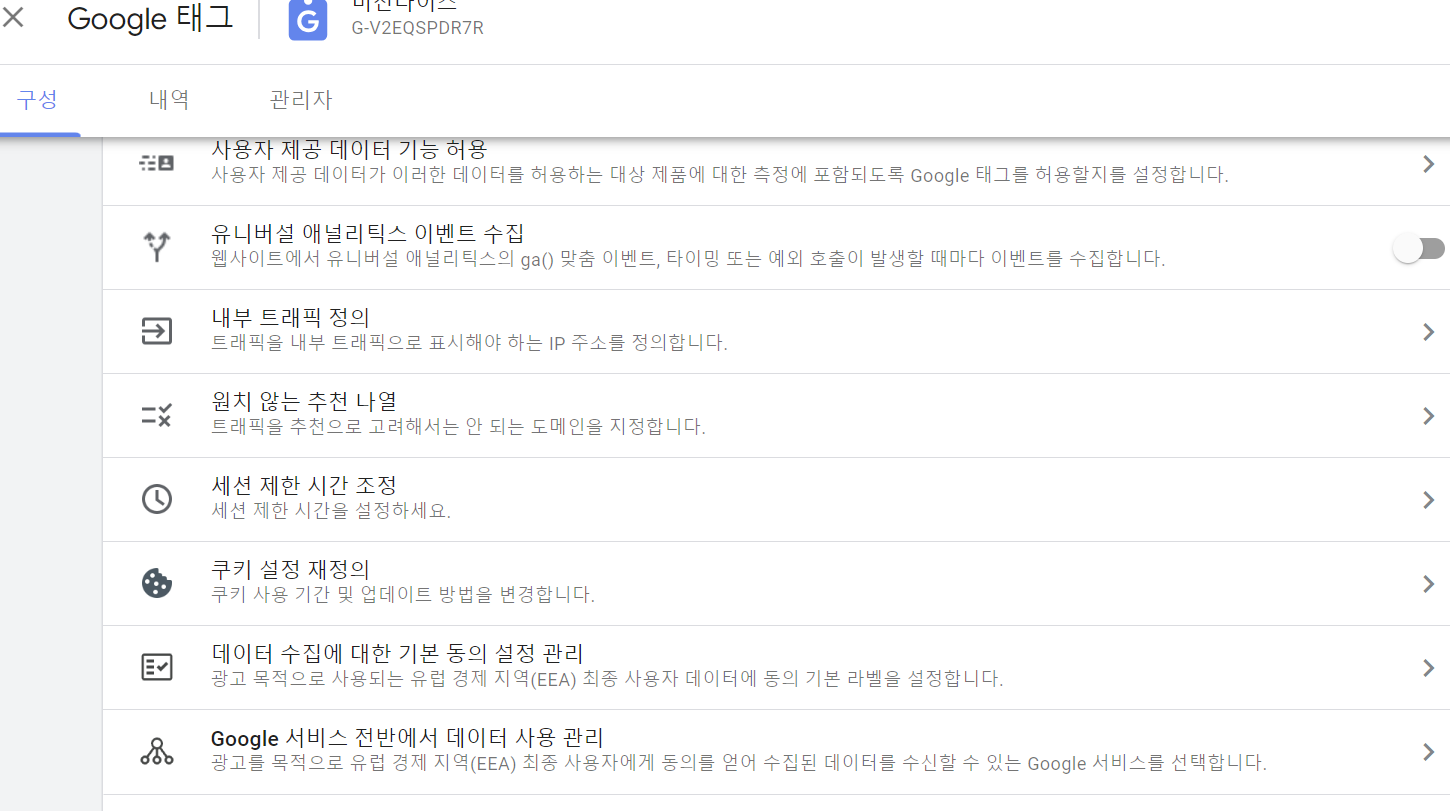 Google 태그
G-V2EQSPDR7R
구성
내역
관리자
사용자 제공 데이터 기능 허용
사용자 제공 데이터가 이러한 데이터를 허용하는 대상 제품에 대한 측정에 포함되도록 Google 태그를 허용할지를 설정합니다.
유니버설 애널리틱스 이벤트 수집
웹사이트에서 유니버설 애널리틱스의 ga() 맞춤 이벤트, 타이밍 또는 예외 호출이 발생할 때마다 이벤트를 수집합니다.
내부 트래픽 정의
트래픽을 내부 트래픽으로 표시해야 하는 IP 주소를 정의합니다.
원치 않는 추천 나열
트래픽을 추천으로 고려해서는 안 되는 도메인을 지정합니다.
세션 제한 시간 조정
세션 제한 시간을 설정하세요.
쿠키 설정 재정의
쿠키 사용 기간 및 업데이트 방법을 변경합니다.
데이터 수집에 대한 기본 동의 설정 관리
광고 목적으로 사용되는 유럽 경제 지역(EEA) 최종 사용자 데이터에 동의 기본 라벨을 설정합니다.
Google 서비스 전반에서 데이터 사용 관리
광고를 목적으로 유럽 경제 지역(EEA) 최종 사용자에게 동의를 얻어 수집된 데이터를 수신할 수 있는 Google 서비스를 선택합니다.